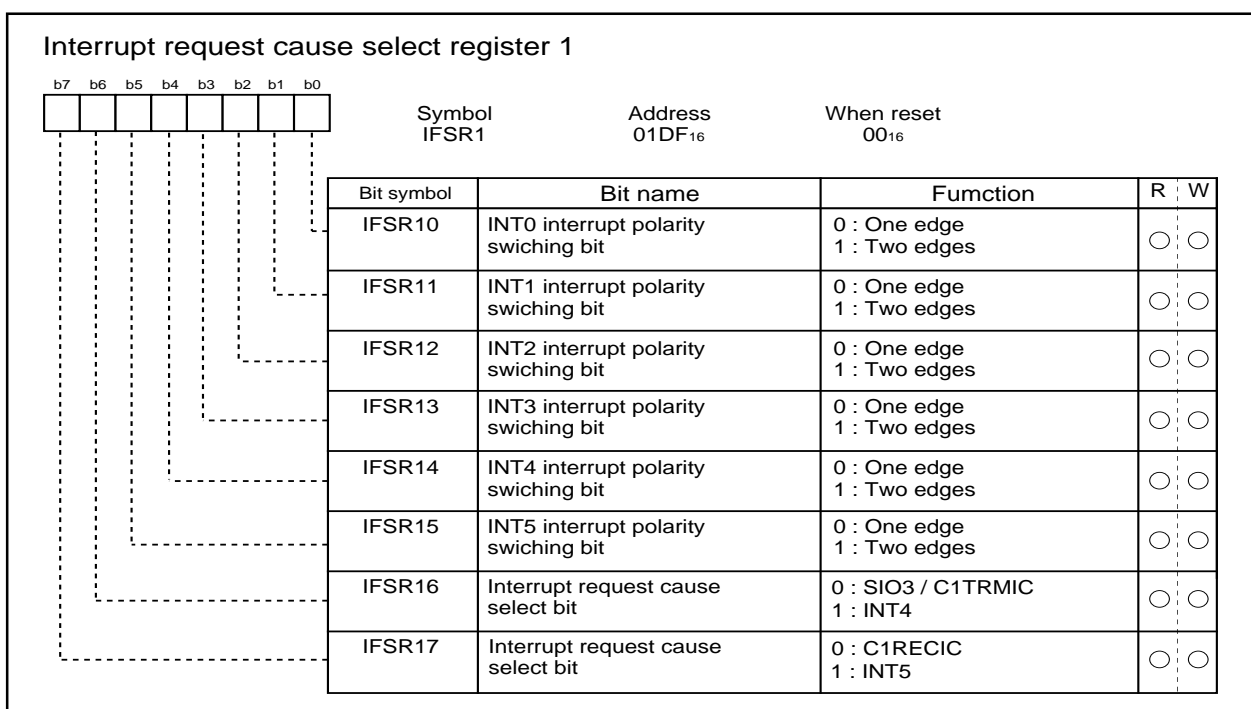 Interrupt request cause select register 1
b7 b6 b5 b4 b3 b2 b1 b0
Symbol Address When reset
IFSR1 01DF16 0016
Bit symbol Bit name Fumction R W
IFSR10 INT0 interrupt polarity 0 : One edge
swiching bit 1 : Two edges
IFSR11 INT1 interrupt polarity 0 : One edge
swiching bit 1 : Two edges
IFSR12 INT2 interrupt polarity 0 : One edge
swiching bit 1 : Two edges
IFSR13 INT3 interrupt polarity 0 : One edge
swiching bit 1 : Two edges
IFSR14 INT4 interrupt polarity 0 : One edge
swiching bit 1 : Two edges
IFSR15 INT5 interrupt polarity 0 : One edge
swiching bit 1 : Two edges
IFSR16 Interrupt request cause 0 : SIO3 / C1TRMIC
select bit 1 : INT4
IFSR17 Interrupt request cause 0 : C1RECIC
select bit 1 : INT5